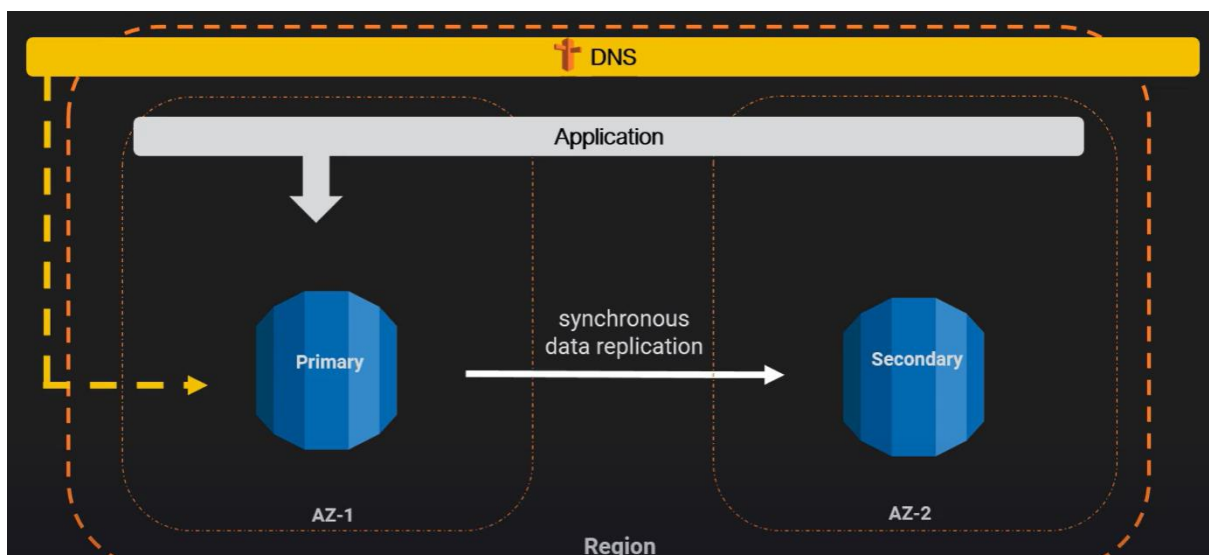 DNS
Application
synchronous
data replication
Primary
Secondary
AZ-1
AZ-2
Region